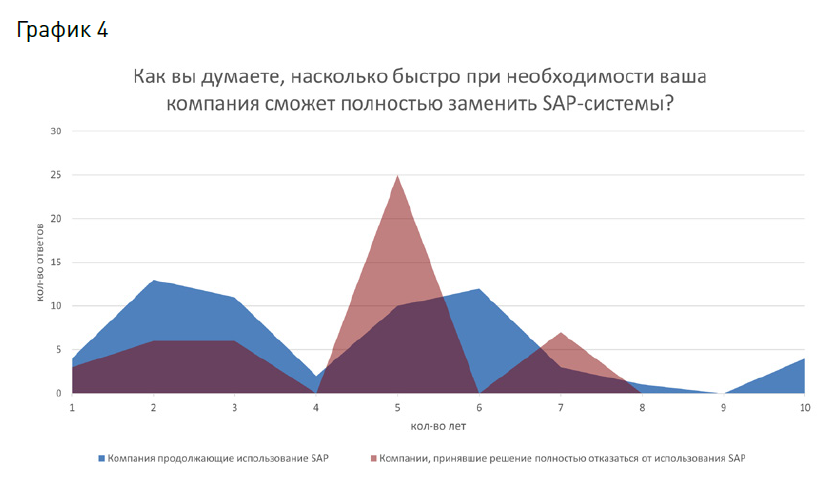 График 4
Как вы думаете, насколько быстро при необходимости ваша
компания сможет полностью заменить SAP-системы?
30
25
20
15
10
5
0
кол-во ответов
1 2 3 4 5 6 7 8 9 10
кол-во лет
Компания продолжающие использование SAP
Компании, принявшие решение полностью отказаться от использования SAP